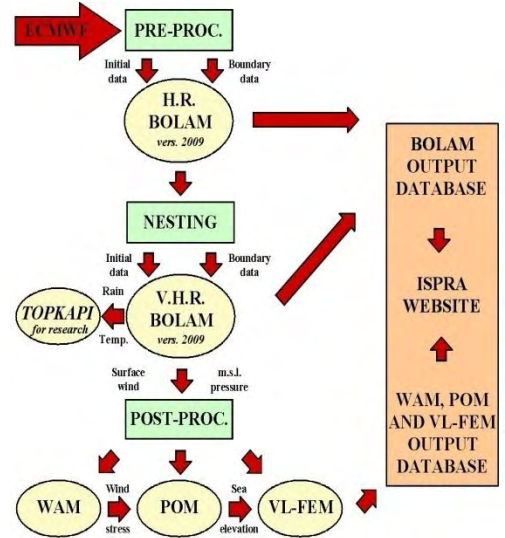 ECMWF
PRE-PROC.
Initial
data
Boundary
data
H.R.
BOLAM
vers. 2009
NESTING
Initial
data
Boundary
data
Rain
Temp.
TOPKAPI
for research
V.H.R.
BOLAM
vers. 2009
Surface
wind
m.s.l.
pressure
POST-PROC.
WAM
Wind
stress
POM
Sea
elevation
VL-FEM
BOLAM
OUTPUT
DATABASE
ISPRA
WEBSITE
WAM, POM
AND VL-FEM
OUTPUT
DATABASE